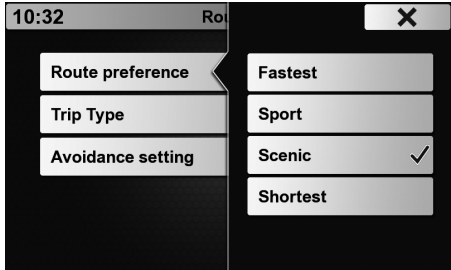 10:32
Route preference
Trip Type
Avoidance setting
Fastest
Sport
Scenic
Shortest